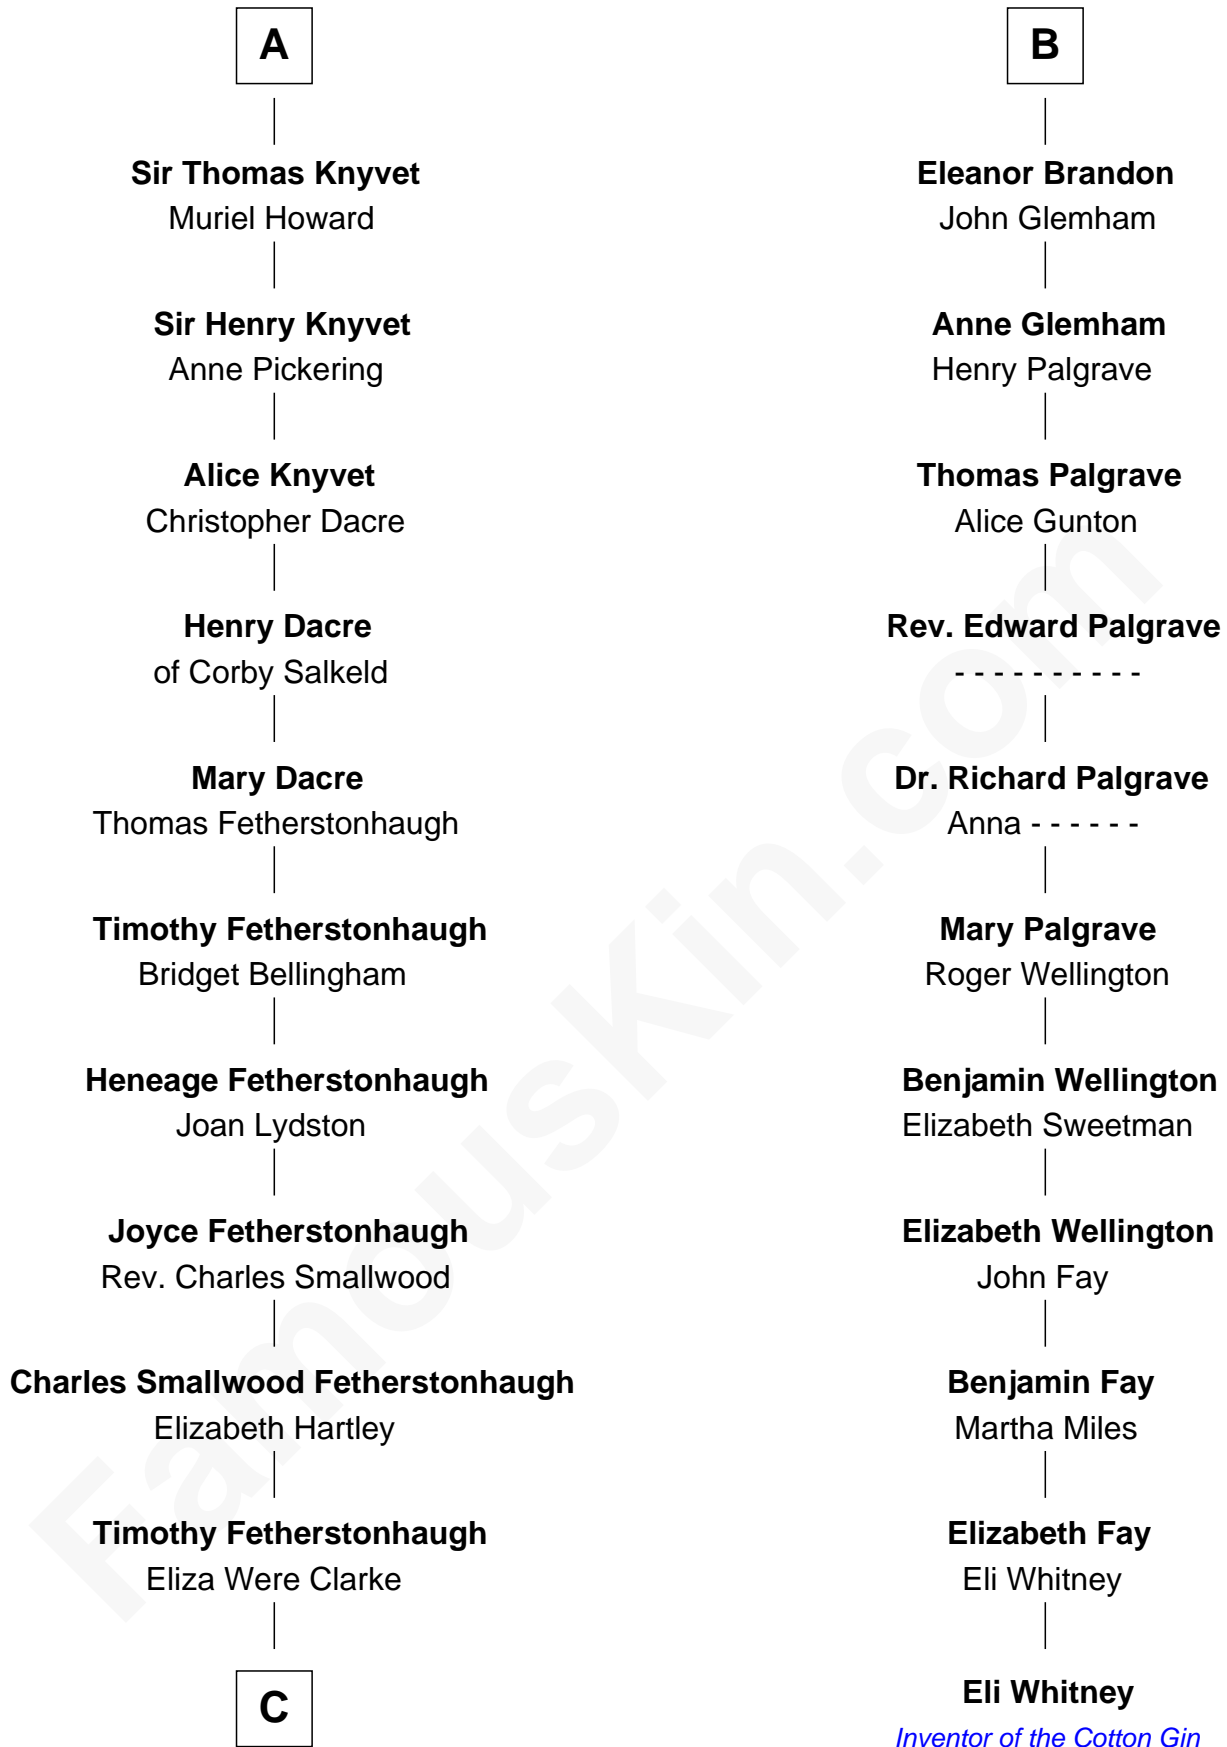 A
Sir Thomas Knyvet
Muriel Howard
Sir Henry Knyvet
Anne Pickering
Alice Knyvet
Christopher Dacre
Henry Dacre
of Corby Salkeld
Mary Dacre
Thomas Fetherstonhaugh
Timothy Fetherstonhaugh
Bridget Bellingham
Heneage Fetherstonhaugh
Joan Lydston
Joyce Fetherstonhaugh
Rev. Charles Smallwood
Charles Smallwood Fetherstonhaugh
Elizabeth Hartley
Timothy Fetherstonhaugh
Eliza Were Clarke
C
B
Eleanor Brandon
John Glemham
Anne Glemham
Henry Palgrave
Thomas Palgrave
Alice Gunton
Rev. Edward Palgrave
- - - - - - - - - -
Dr. Richard Palgrave
Anna - - - - - -
Mary Palgrave
Roger Wellington
Benjamin Wellington
Elizabeth Sweetman
Elizabeth Wellington
John Fay
Benjamin Fay
Martha Miles
Elizabeth Fay
Eli Whitney
Eli Whitney
Inventor of the Cotton Gin
FamousKin.com